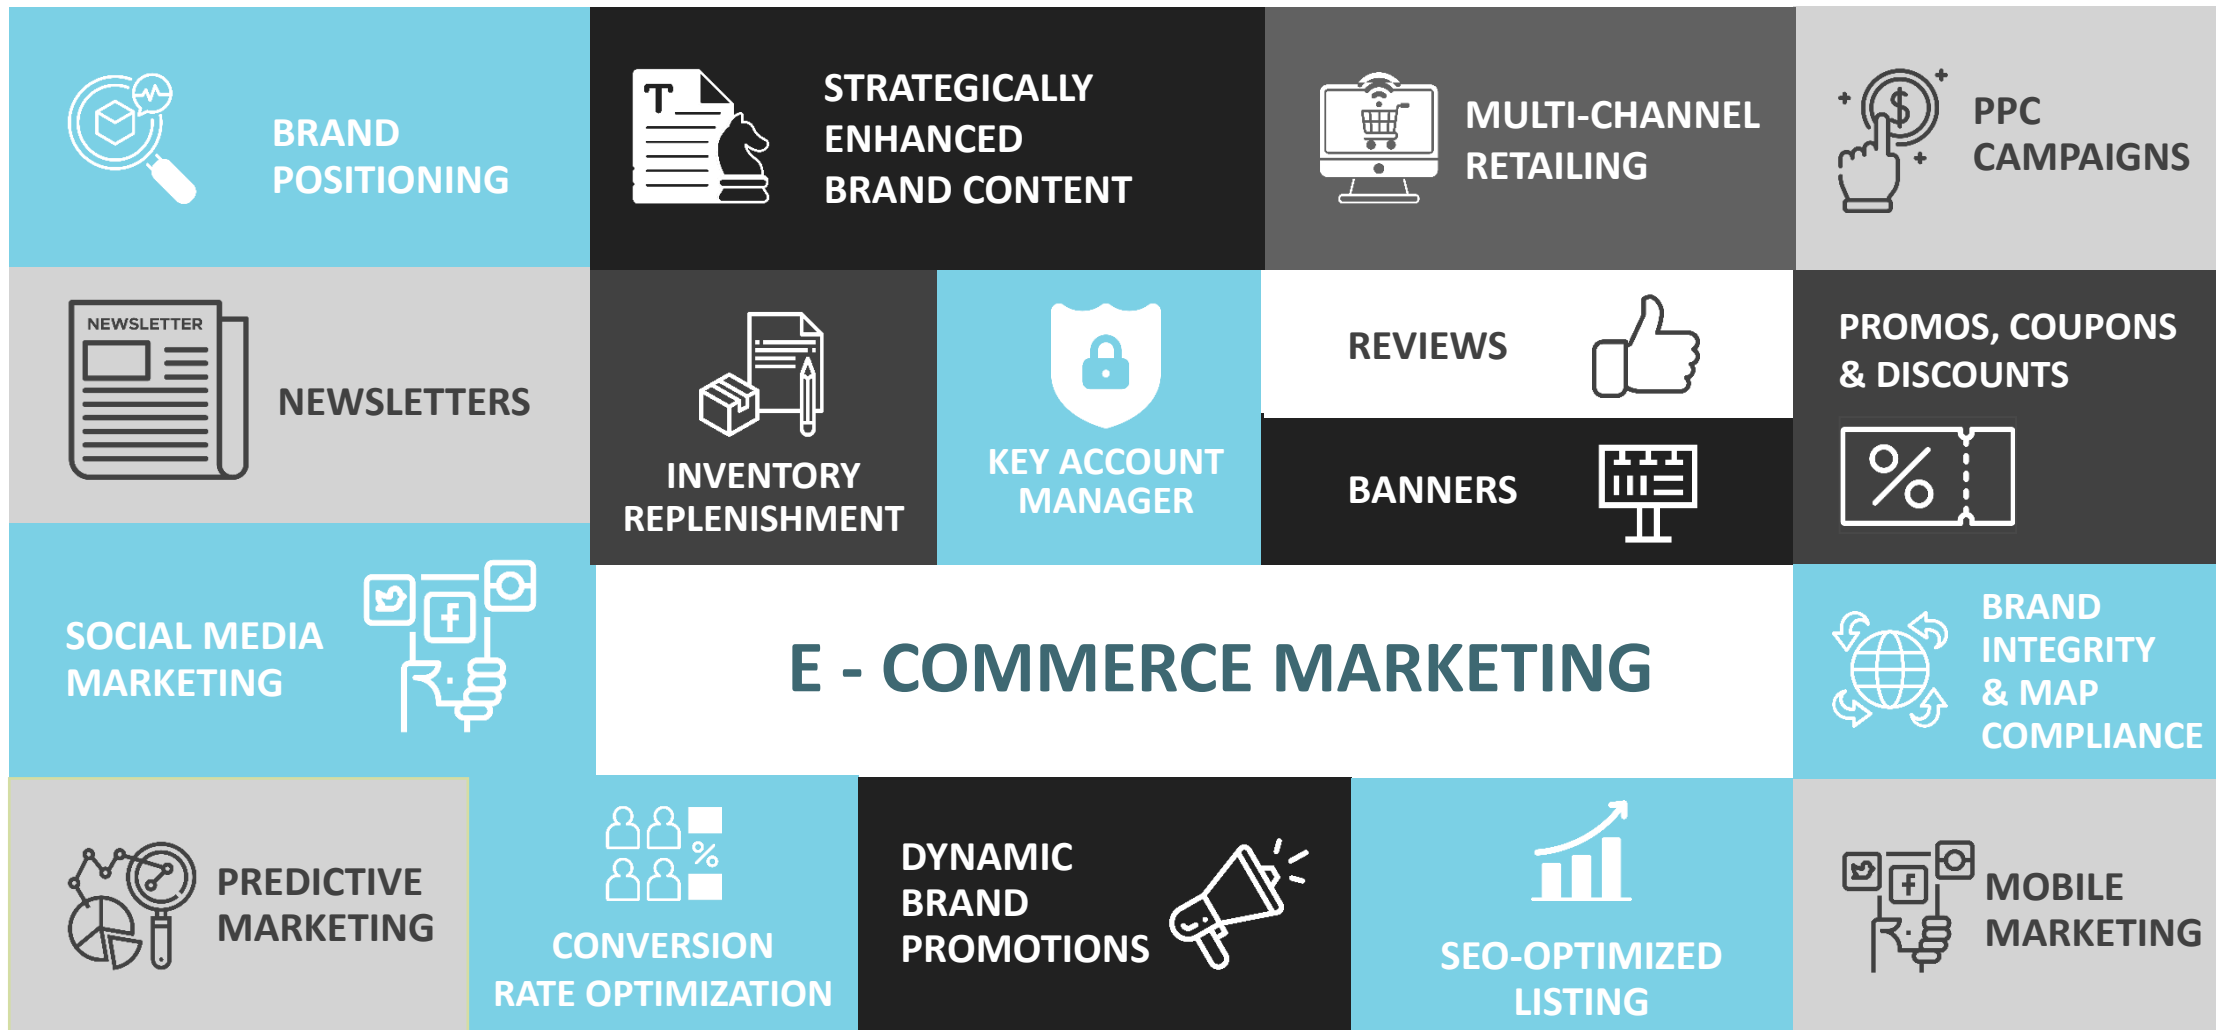 BRAND
POSITIONING
T
STRATEGICALLY
ENHANCED
BRAND CONTENT
MULTI-CHANNEL
RETAILING
$
PPC
CAMPAIGNS
NEWSLETTER
NEWSLETTERS
INVENTORY
REPLENISHMENT
KEY ACCOUNT
MANAGER
REVIEWS
BANNERS
PROMOS, COUPONS
& DISCOUNTS
%
SOCIAL MEDIA
MARKETING
f
E - COMMERCE MARKETING
BRAND
INTEGRITY
& MAP
COMPLIANCE
PREDICTIVE
MARKETING
%
CONVERSION
RATE OPTIMIZATION
DYNAMIC
BRAND
PROMOTIONS
SEO-OPTIMIZED
LISTING
f
MOBILE
MARKETING